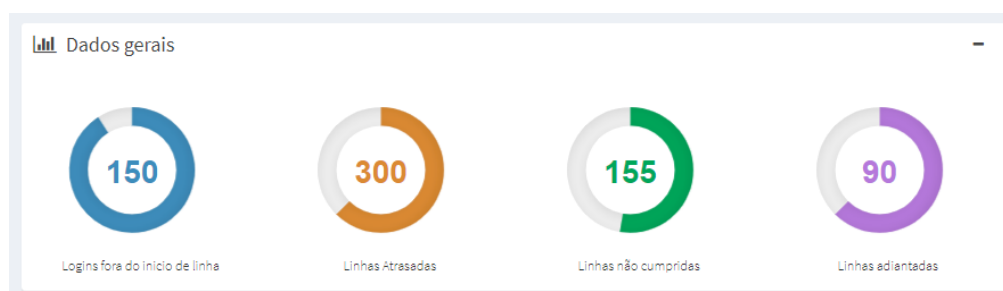 Dados gerais
150
300
155
90
Logins fora do inicio de linha
Linhas Atrasadas
Linhas não cumpridas
Linhas adiantadas